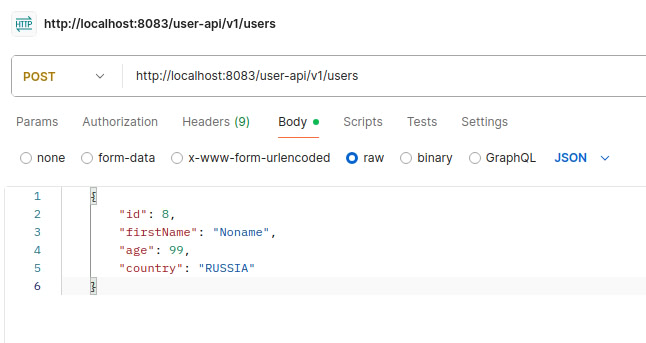 HTTP http://localhost:8083/user-api/v1/users
POST http://localhost:8083/user-api/v1/users
Params Authorization Headers (9) Body Scripts Tests Settings
none form-data x-www-form-urlencoded raw binary GraphQL JSON
1 {
2 "id": 8,
3 "firstName": "Noname",
4 "age": 99,
5 "country": "RUSSIA"
6 }